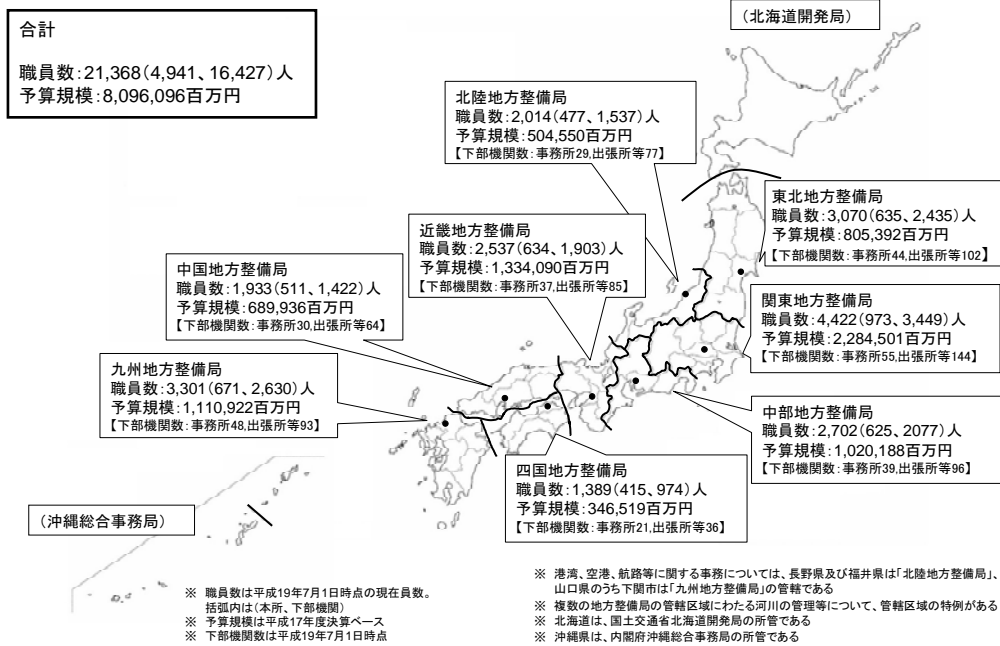 合計
職員数:21,368(4,941、16,427)人
予算規模:8,096,096百万円
(北海道開発局)
北陸地方整備局
職員数:2,014(477、1,537)人
予算規模:504,550百万円
【下部機関数:事務所29,出張所等77】
東北地方整備局
職員数:3,070(635、2,435)人
予算規模:805,392百万円
【下部機関数:事務所44,出張所等102】
近畿地方整備局
職員数:2,537(634、1,903)人
予算規模:1,334,090百万円
【下部機関数:事務所37,出張所等85】
中国地方整備局
職員数:1,933(511、1,422)人
予算規模:689,936百万円
【下部機関数:事務所30,出張所等64】
関東地方整備局
職員数:4,422(973、3,449)人
予算規模:2,284,501百万円
【下部機関数:事務所55,出張所等144】
九州地方整備局
職員数:3,301(671、2,630)人
予算規模:1,110,922百万円
【下部機関数:事務所48,出張所等93】
中部地方整備局
職員数:2,702(625、2077)人
予算規模:1,020,188百万円
【下部機関数:事務所39,出張所等96】
四国地方整備局
職員数:1,389(415、974)人
予算規模:346,519百万円
【下部機関数:事務所21,出張所等36】
(沖縄総合事務局)
※ 職員数は平成19年7月1日時点の現在員数。
括弧内は(本所、下部機関)
※ 予算規模は平成17年度決算ベース
※ 下部機関数は平成19年7月1日時点
※ 港湾、空港、航路等に関する事務については、長野県及び福井県は「北陸地方整備局」、
山口県のうち下関市は「九州地方整備局」の管轄である
※ 複数の地方整備局の管轄区域にわたる河川の管理等について、管轄区域の特例がある
※ 北海道は、国土交通省北海道開発局の所管である
※ 沖縄県は、内閣府沖縄総合事務局の所管である